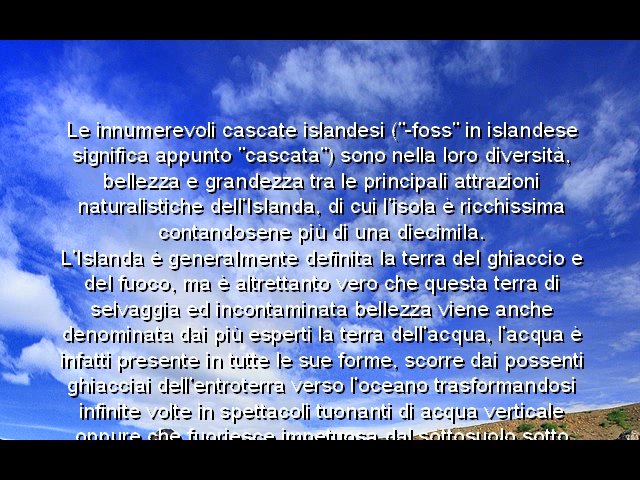 Le innumerevoli cascate islandesi ("-foss" in islandese
significa appunto "cascata") sono nella loro diversità,
bellezza e grandezza tra le principali attrazioni
naturalistiche dell'Islanda, di cui l'isola è ricchissima
contandosene più di una diecimila.
L'Islanda è generalmente definita la terra del ghiaccio e
del fuoco, ma è altrettanto vero che questa terra di
selvaggia ed incontaminata bellezza viene anche
denominata dai più esperti la terra dell'acqua, l'acqua è
infatti presente in tutte le sue forme, scorre dai possenti
ghiacciai dell'entroterra verso l'oceano trasformandosi
infinite volte in spettacoli tuonanti di acqua verticale
oppure che fuoriesce impetuosa dal sottosuolo sotto